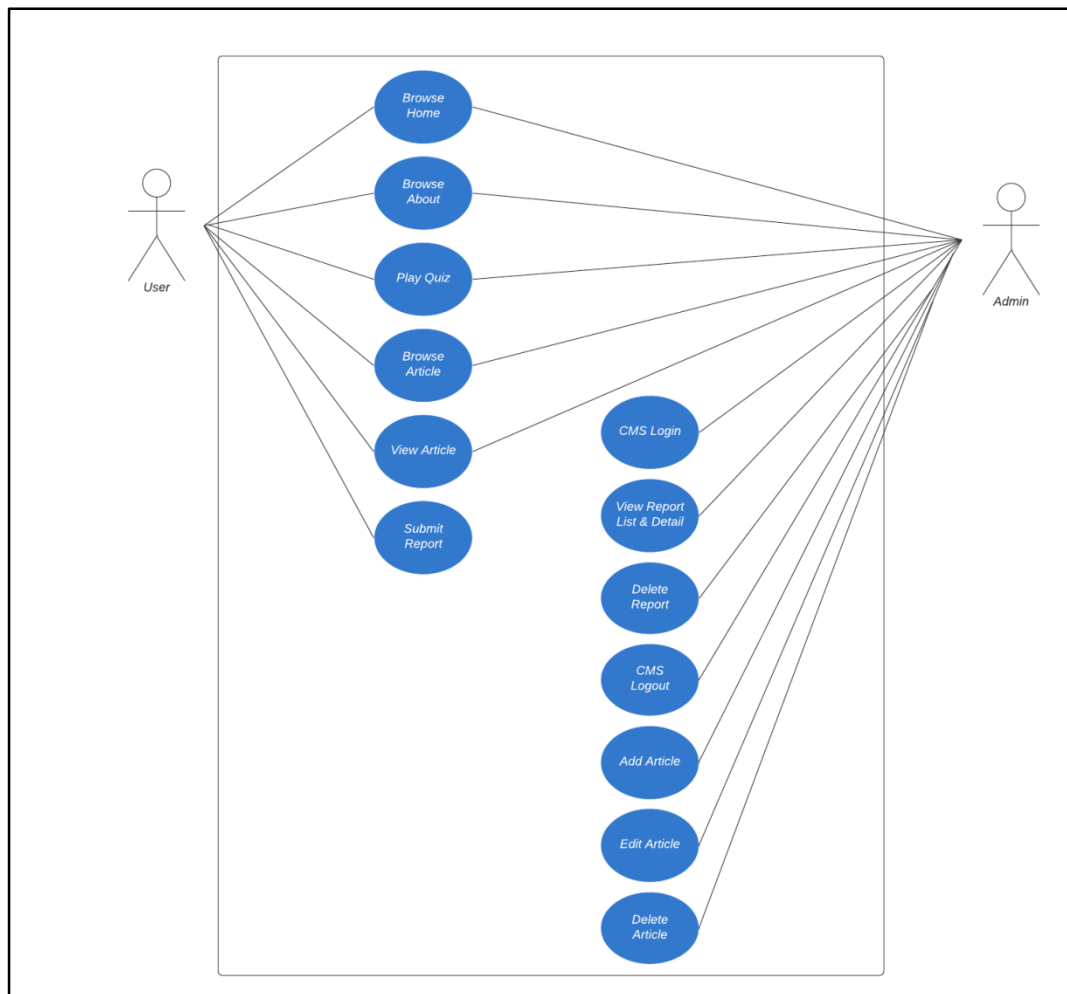 Browse
Home
Browse
About
User
Play Quiz
Admin
Browse
Article
View Article
Submit
Report
CMS Login
View Report
List & Detail
Delete
Report
CMS
Logout
Add Article
Edit Article
Delete
Article